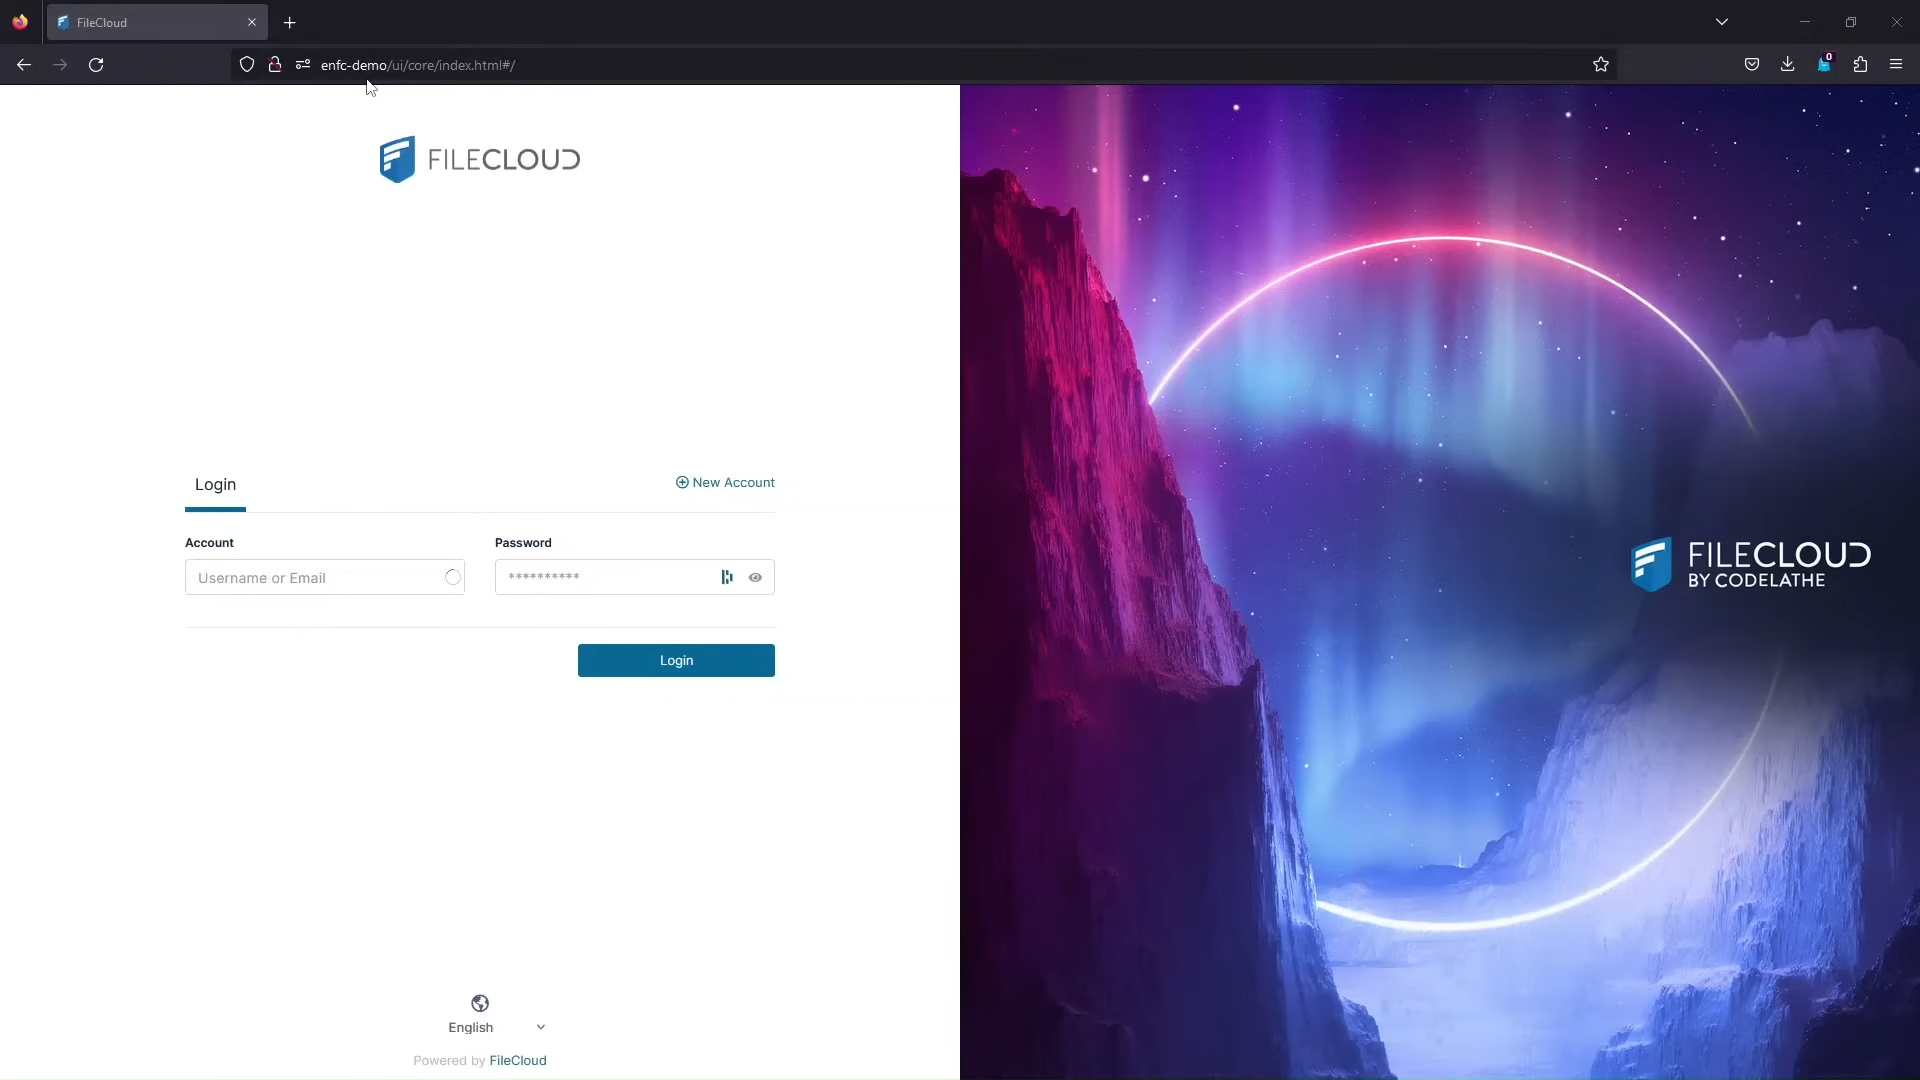 FileCloud
0
enfc-demo/ui/core/index.html#/
FILECLOUD
Login
New Account
Account
Password
Username or Email
**********
Login
FILECLOUD
BY CODELATHE
English
Powered by FileCloud